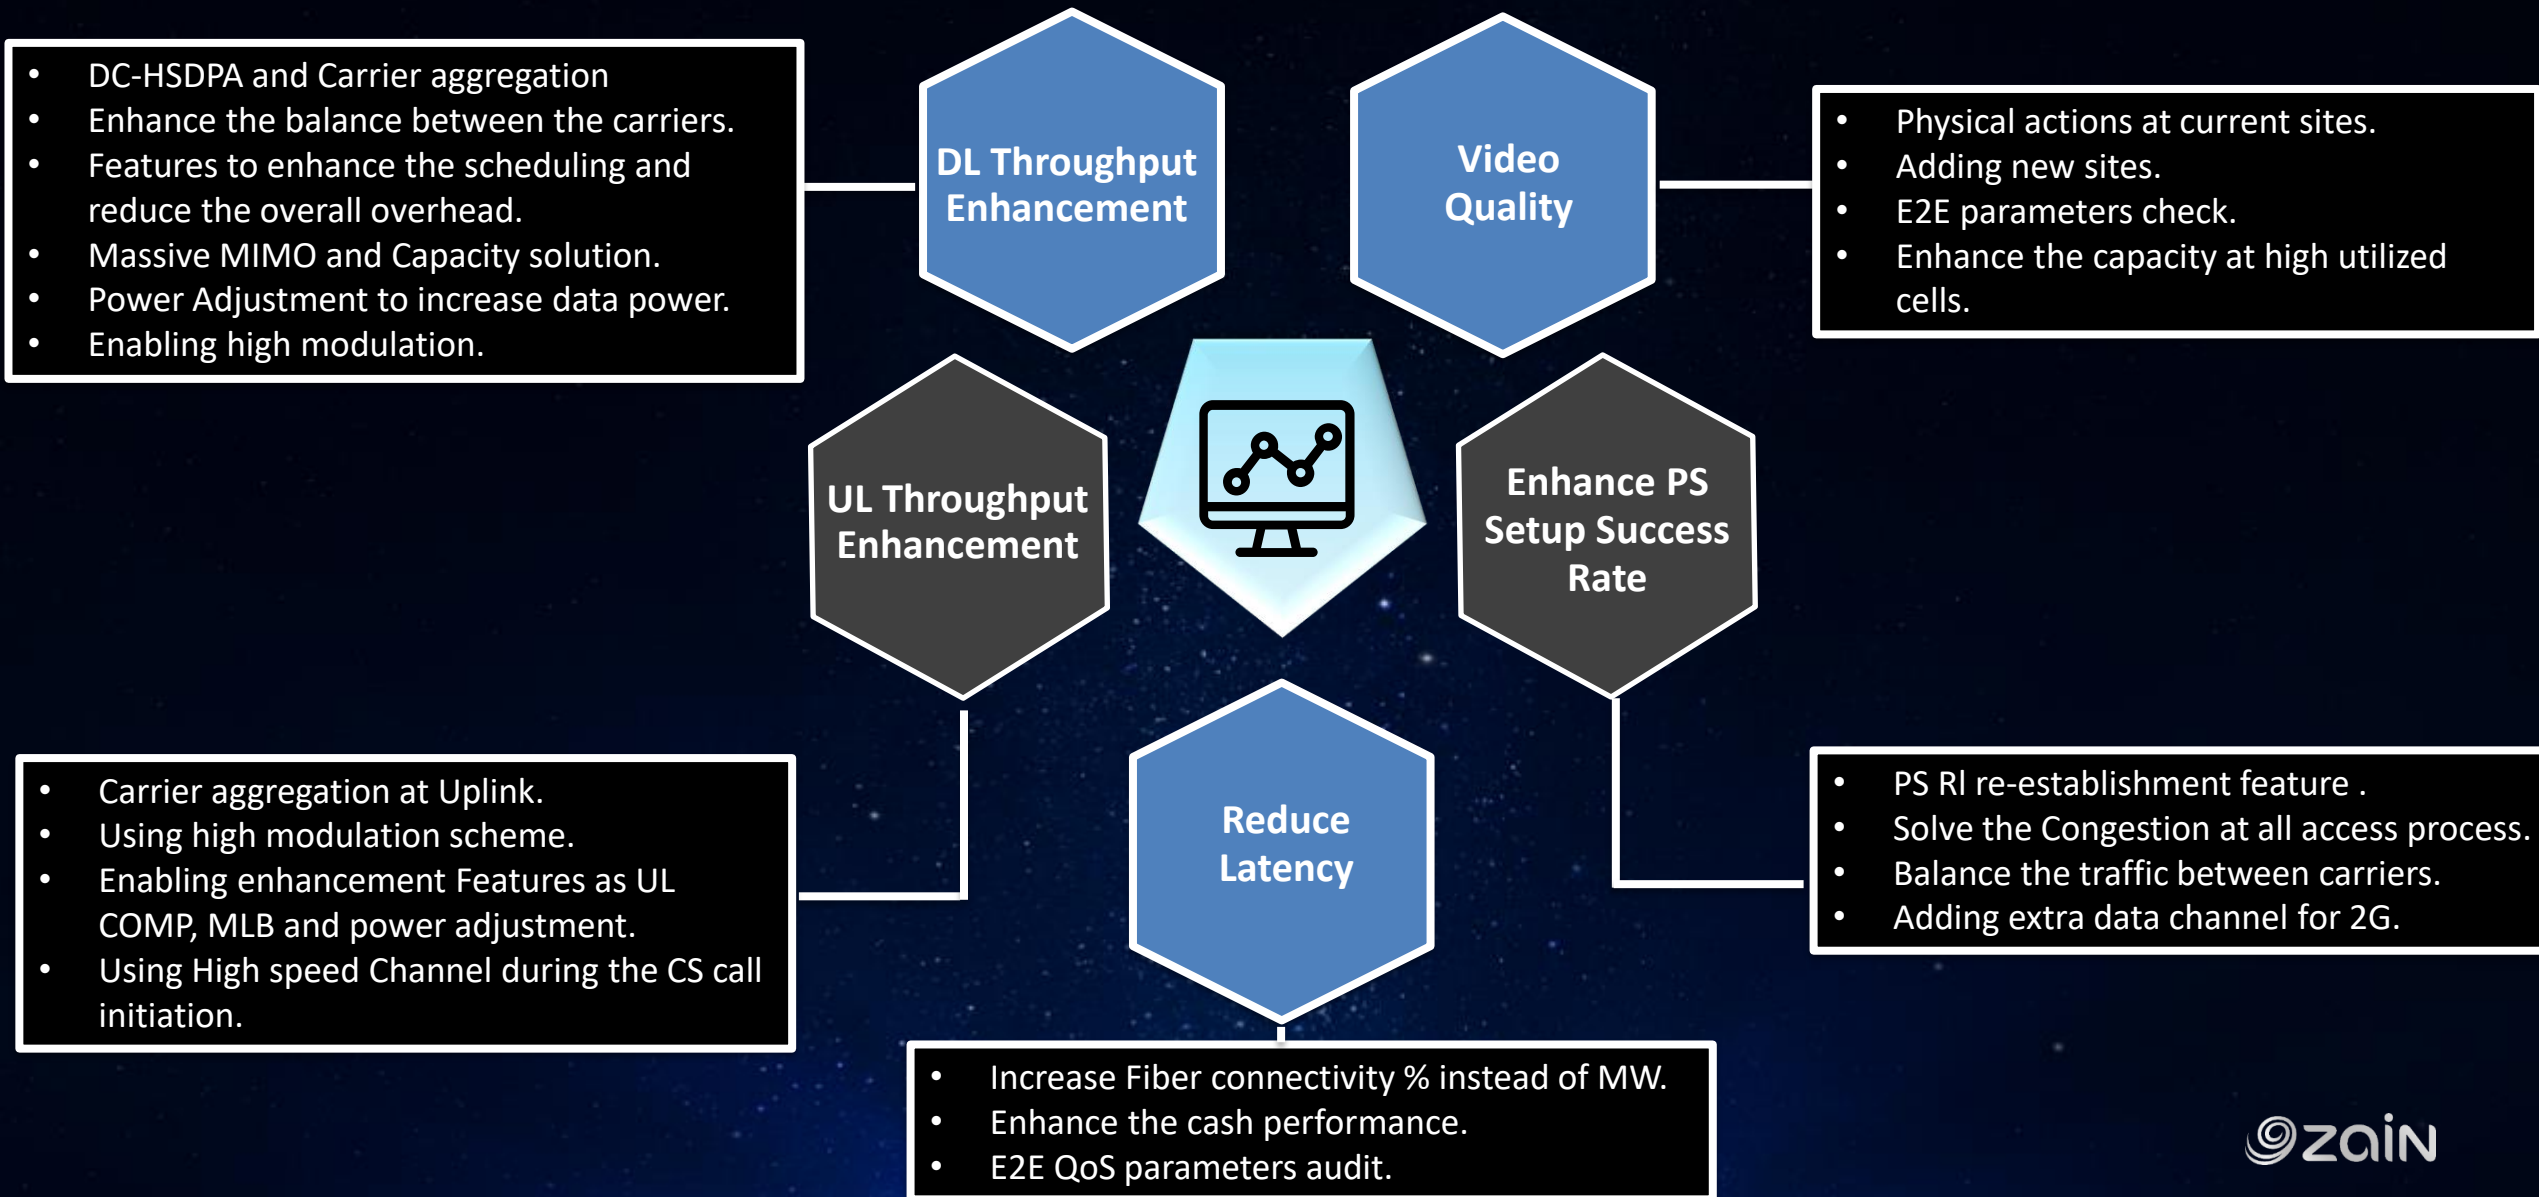 • DC-HSDPA and Carrier aggregation
• Enhance the balance between the carriers.
• Features to enhance the scheduling and
reduce the overall overhead.
• Massive MIMO and Capacity solution.
• Power Adjustment to increase data power.
• Enabling high modulation.
DL Throughput
Enhancement
Video
Quality
• Physical actions at current sites.
• Adding new sites.
• E2E parameters check.
• Enhance the capacity at high utilized
cells.
UL Throughput
Enhancement
Enhance PS
Setup Success
Rate
• Carrier aggregation at Uplink.
• Using high modulation scheme.
• Enabling enhancement Features as UL
COMP, MLB and power adjustment.
• Using High speed Channel during the CS call
initiation.
Reduce
Latency
• PS Rl re-establishment feature .
• Solve the Congestion at all access process.
• Balance the traffic between carriers.
• Adding extra data channel for 2G.
• Increase Fiber connectivity % instead of MW.
• Enhance the cash performance.
• E2E QoS parameters audit.
zain